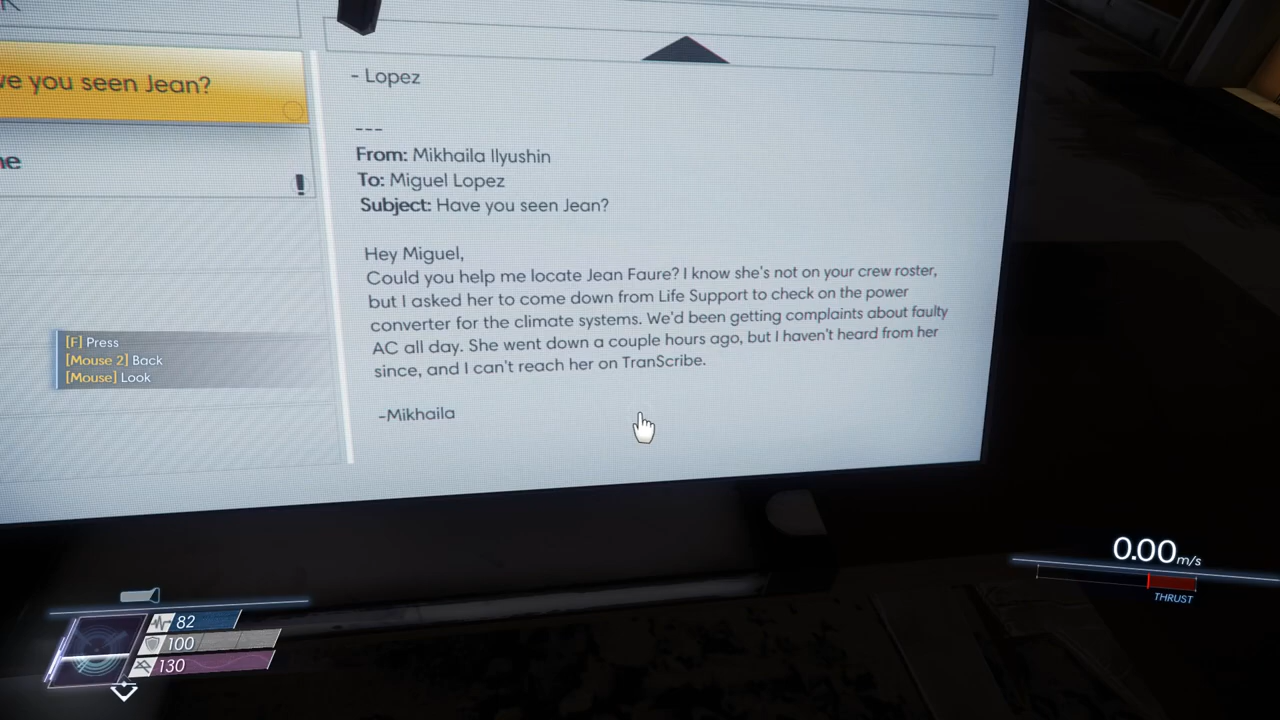 - Lopez
ve you seen Jean?
---
From: Mikhaila Ilyushin
ne
To: Miguel Lopez
!
Subject: Have you seen Jean?
Hey Miguel,
Could you help me locate Jean Faure? I know she's not on your crew roster,
but I asked her to come down from Life Support to check on the power
converter for the climate systems. We'd been getting complaints about faulty
AC all day. She went down a couple hours ago, but I haven't heard from her
since, and I can't reach her on TranScribe.
-Mikhaila
[F] Press
[Mouse 2] Back
[Mouse] Look
0.00 m/s
THRUST
82
100
130